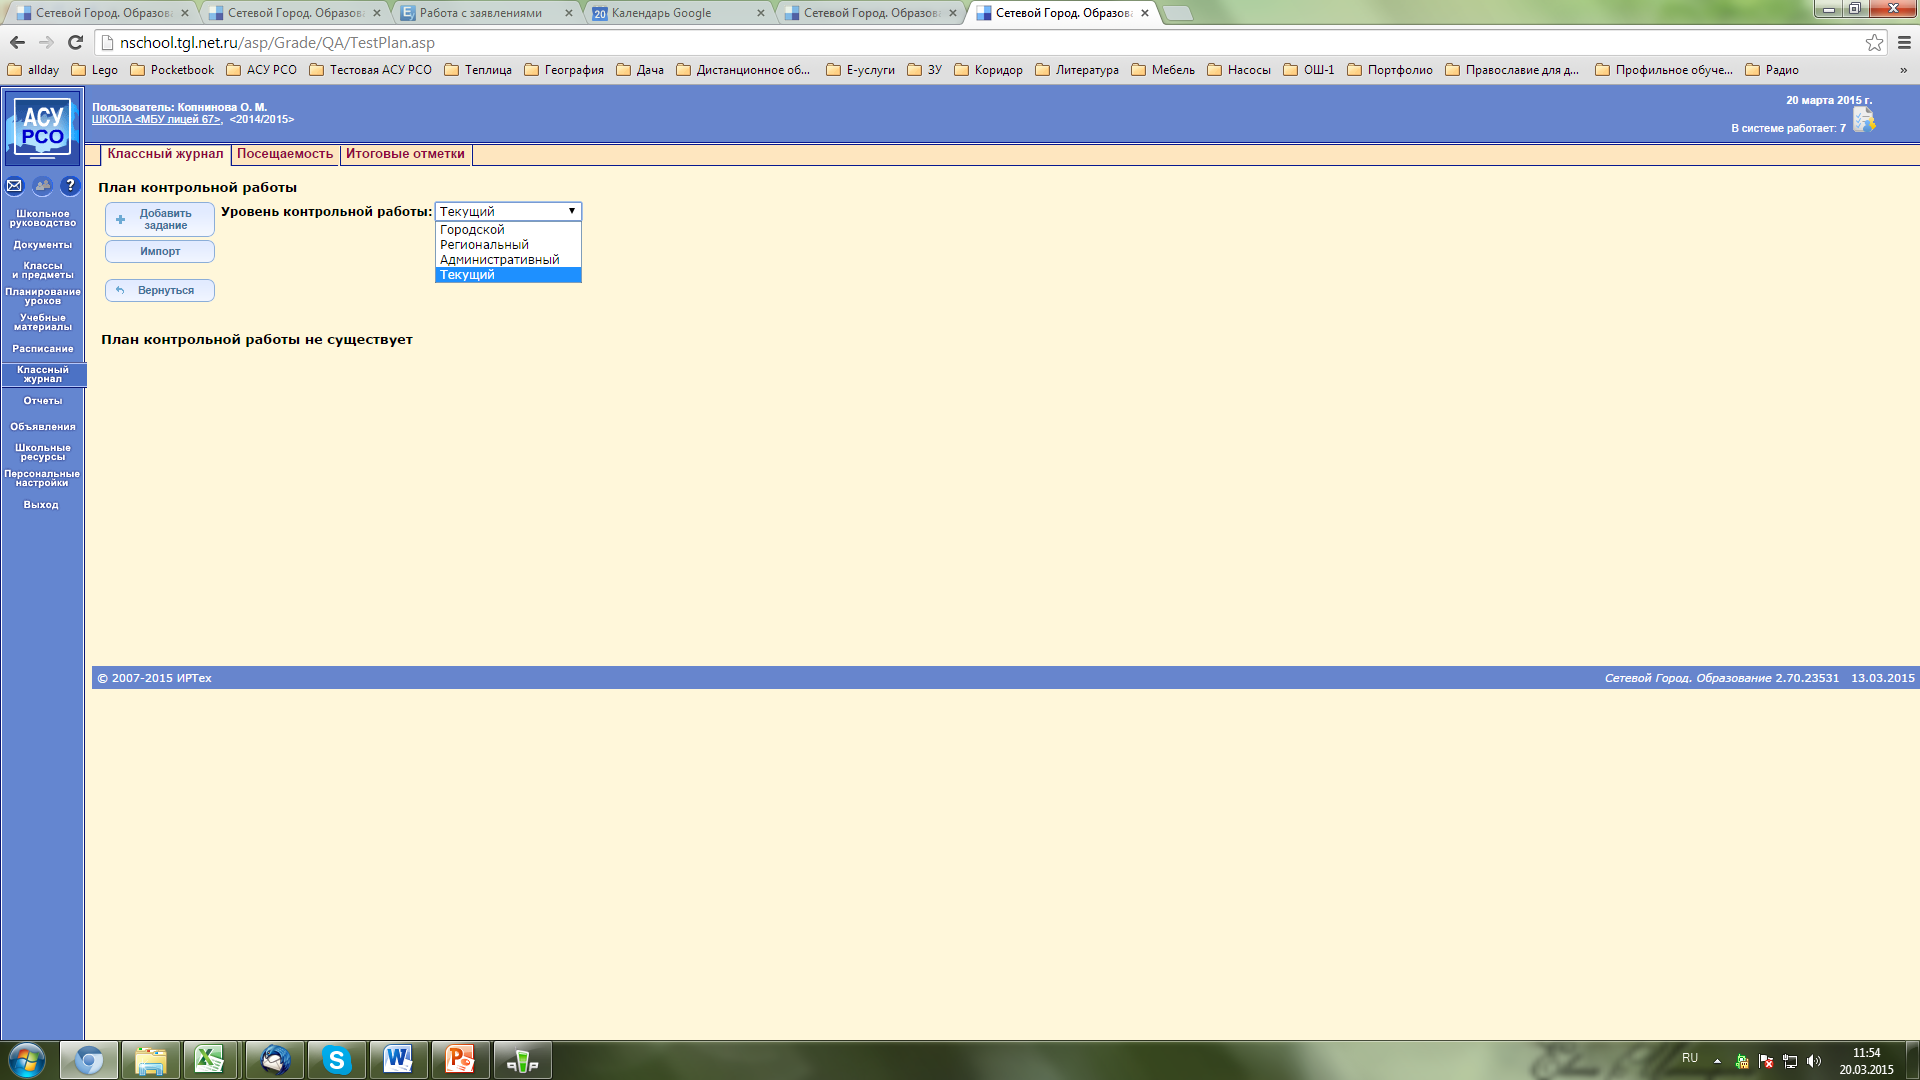 Сетевой Город. Образова
Сетевой Город. Образова
Работа с заявлениями
20
Календарь Google
Сетевой Город. Образова
Сетевой Город. Образова
nschool.tgl.net.ru/asp/Grade/QA/TestPlan.asp
allday
Lego
Pocketbook
АСУ РСО
Тестовая АСУ РСО
Теплица
География
Дача
Дистанционное об...
Е-услуги
ЗУ
Коридор
Литература
Мебель
Насосы
ОШ-1
Портфолио
Православие для д...
Профильное обуче...
Радио
»
АСУ
РСО
Пользователь: Копнинова О. М.
ШКОЛА <МБУ лицей 67>, <2014/2015>
20 марта 2015 г.
В системе работает: 7
Классный журнал
Посещаемость
Итоговые отметки
?
Школьное
руководство
Документы
Классы
и предметы
Планирование
уроков
Учебные
материалы
Расписание
Классный
журнал
Отчеты
Объявления
Школьные
ресурсы
Персональные
настройки
Выход
План контрольной работы
Добавить
задание
Импорт
Вернуться
Уровень контрольной работы:
Текущий
Городской
Региональный
Административный
Текущий
План контрольной работы не существует
© 2007-2015 ИРТех
Сетевой Город. Образование 2.70.23531 13.03.2015
RU
11:54
20.03.2015